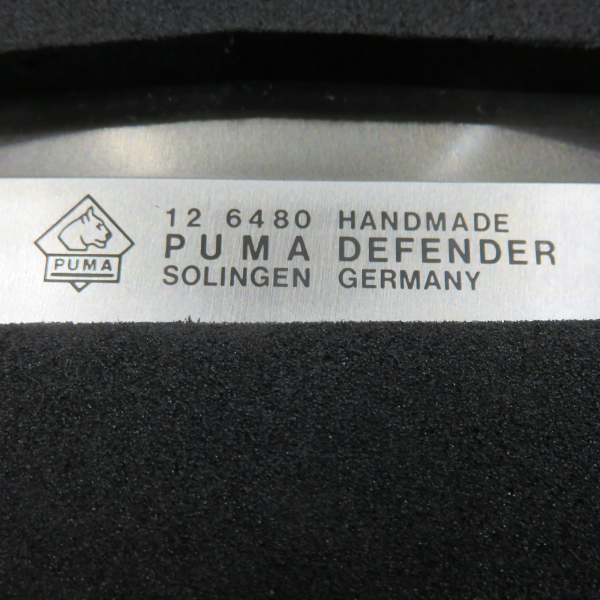 PUMA
12 6480 HANDMADE
PUMA DEFENDER
SOLINGEN GERMANY